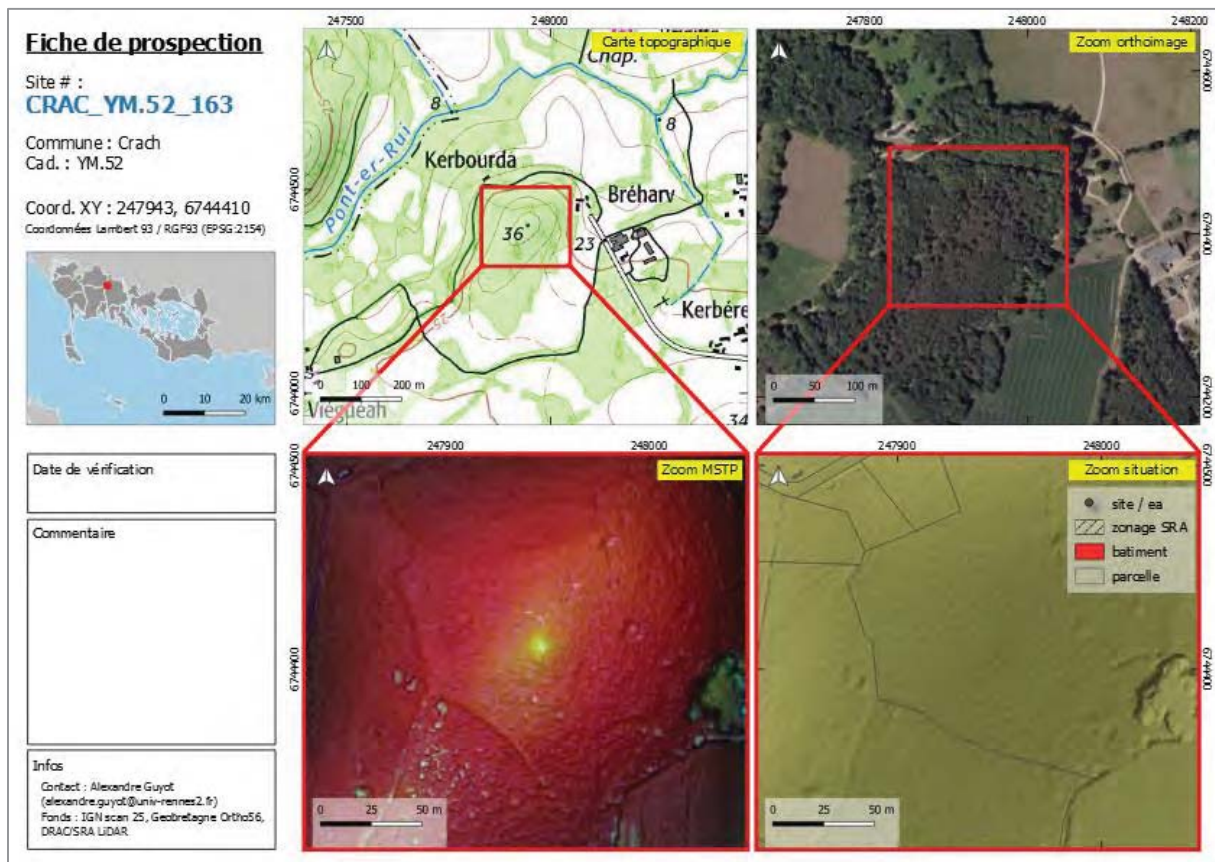 Fiche de prospection
Site # :
CRAC_YM.52_163
Commune : Crach
Cad. : YM.52
Coord. XY : 247943, 6744410
Coordonnées Lambert 93 / RGF93 (EPSG:2154)
0 10 20 km
Date de vérification
Commentaire
Infos
Contact : Alexandre Guyot
(alexandre.guyot@univ-rennes2.fr)
Fonds : IGN scan 25, Geobretagne Ortho56,
DRAC/SRA LiDAR
247500 248000
Carte topographique
Chap.
8
8
Pont-er-Rui
Kerbourda
Bréharv
36
23
25
25
Kerbére
34
0 100 200 m
6744500
6744000
247800 248000 248200
Zoom orthoimage
0 50 100 m
6744600
6744400
6744200
247900 248000
Zoom MSTP
6744500
6744400
0 25 50 m
247900 248000
Zoom situation
site / ea
zonage SRA
batiment
parcelle
0 25 50 m
6744500
6744400